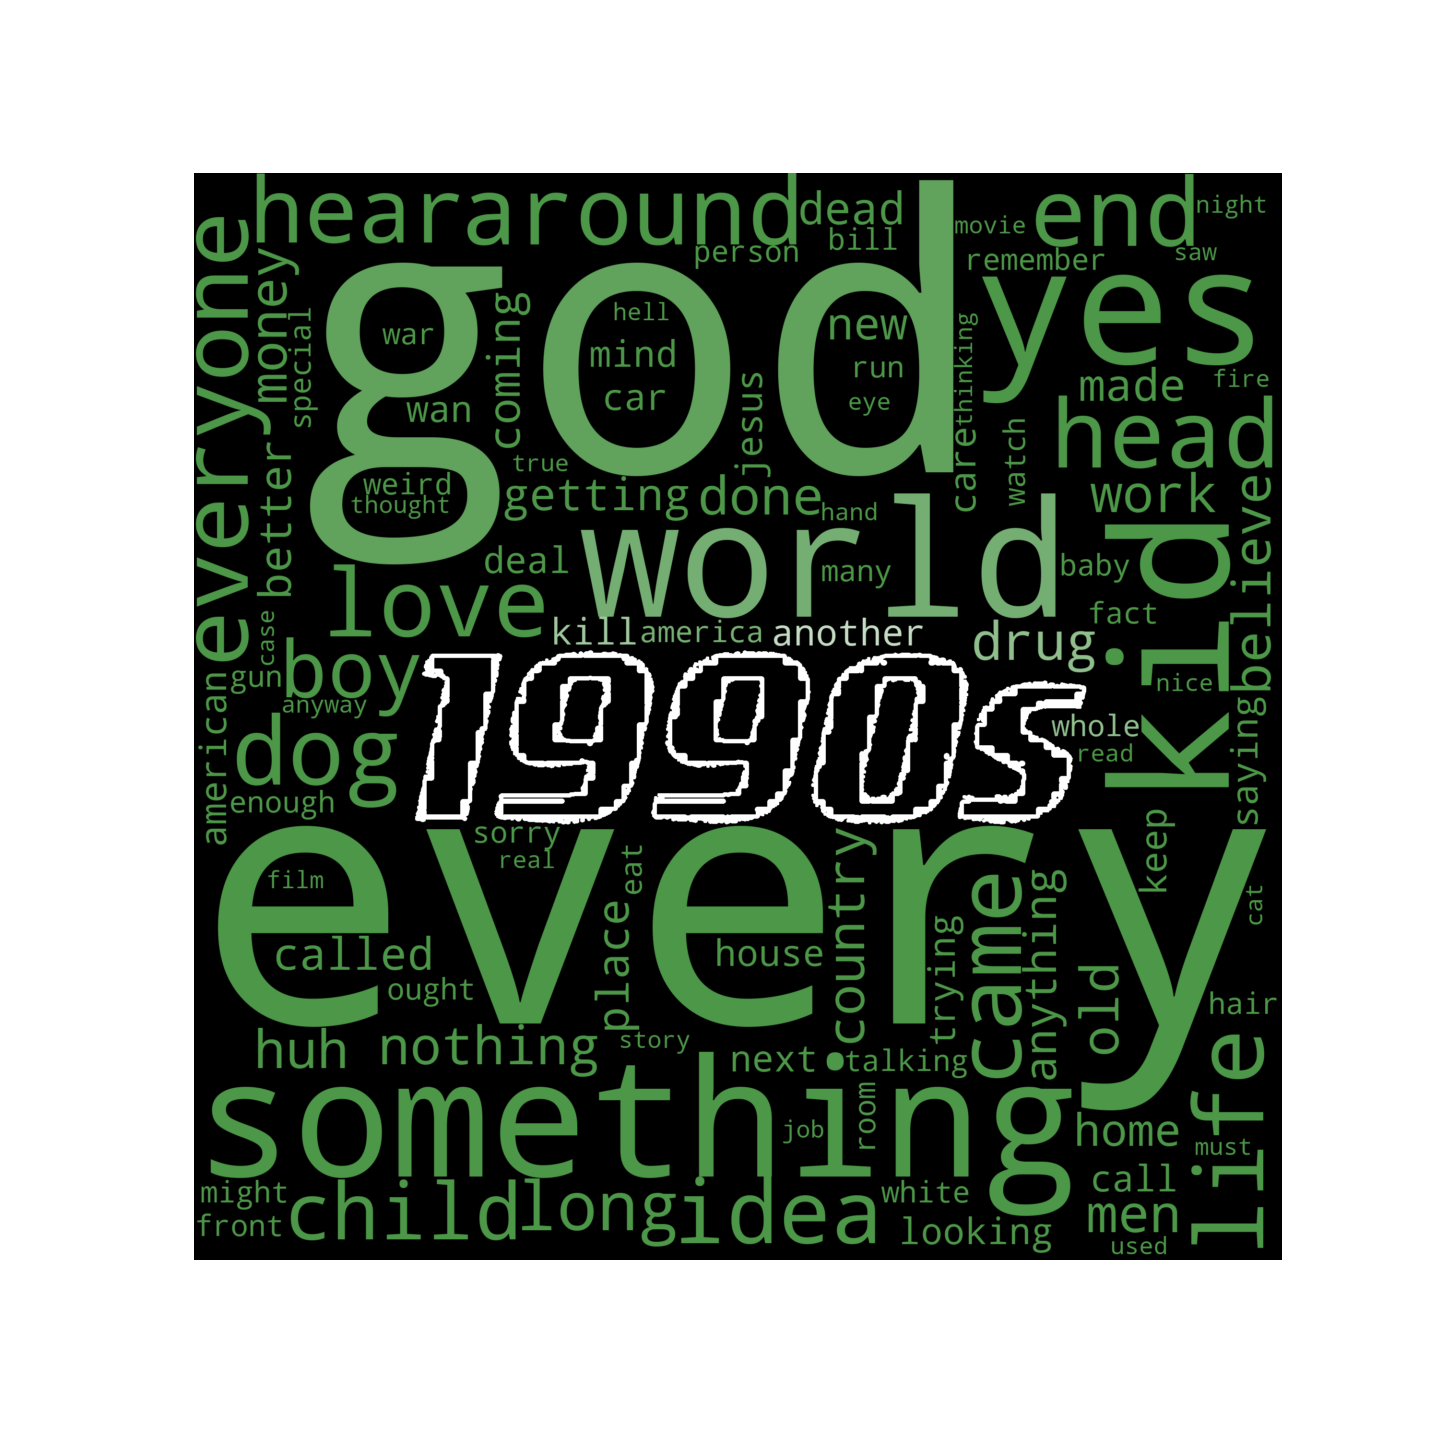 hear
around
dead
bill
person
movie
end
night
saw
remember
god
yes
everyone
money
special
war
wan
coming
hell
mind
car
new
run
eye
jesus
thinking
care
watch
made
fire
head
work
better
true
weird
thought
getting
done
hand
world
many
deal
love
baby
fact
believe
kid
kill
america
another
drug
case
gun
boy
anyway
1990s
nice
whole
read
saying
american
dog
enough
every
sorry
real
eat
film
called
ought
place
house
country
trying
came
anything
keep
old
cat
hair
huh
nothing
story
next
talking
life
something
job
room
home
must
might
front
child
long
idea
white
looking
call
men
used